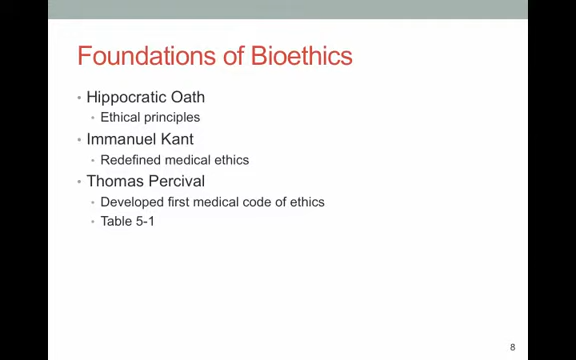 Foundations of Bioethics
• Hippocratic Oath
• Ethical principles
• Immanuel Kant
• Redefined medical ethics
• Thomas Percival
• Developed first medical code of ethics
• Table 5-1
8